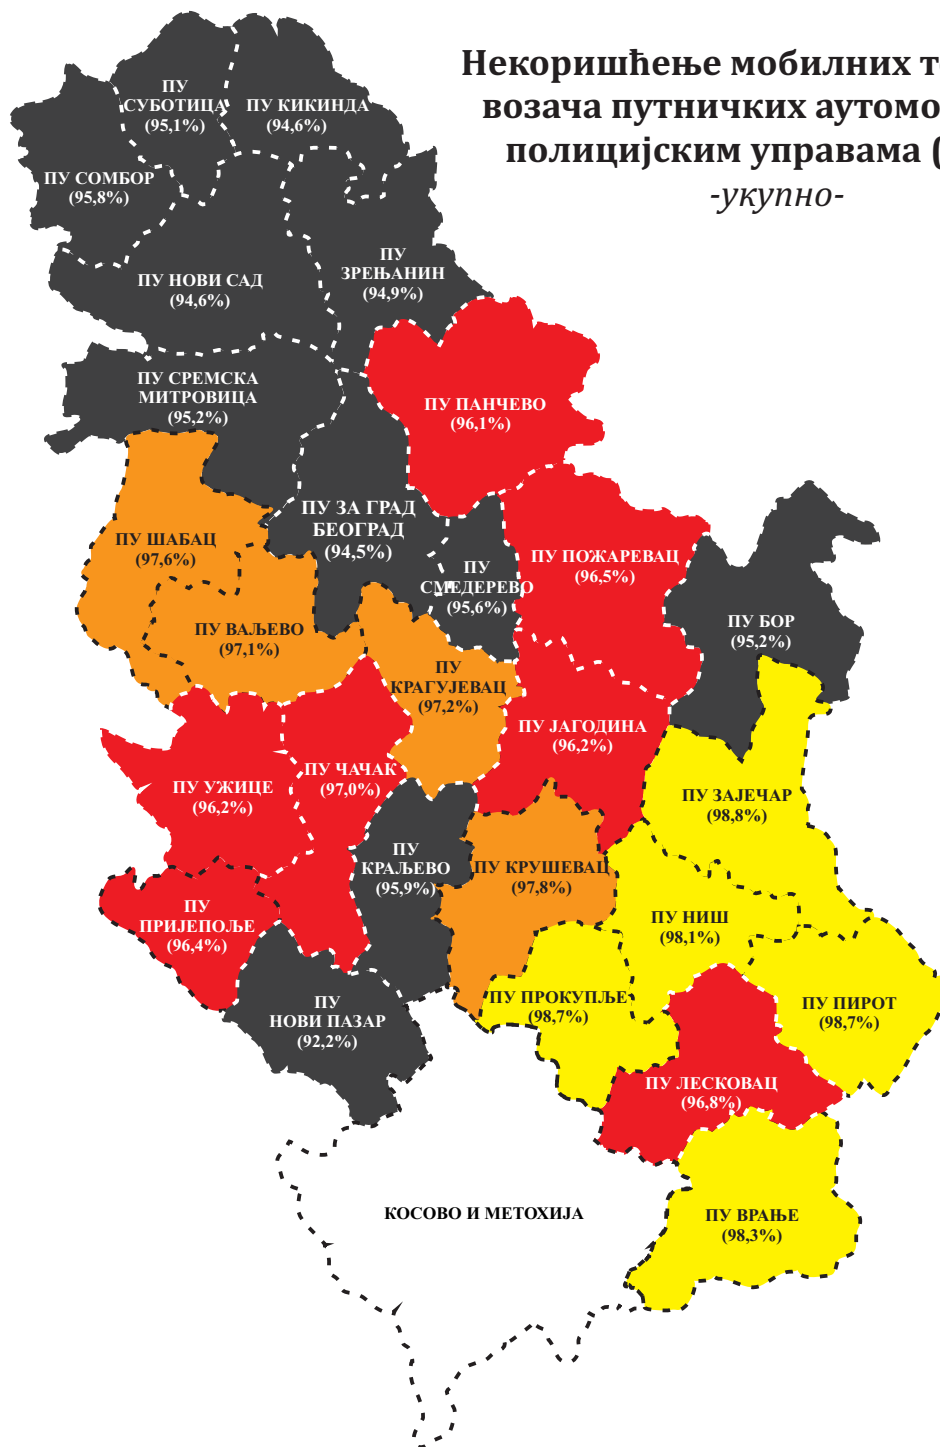 Некоришћење мобилних
возача путничких
полицијским управама
-укупно-
ПУ
СУБОТИЦА
(95,1%)
ПУ КИКИНДА
(94,6%)
ПУ СОМБОР
(95,8%)
ПУ НОВИ САД
(94,6%)
ПУ
ЗРЕЊАНИН
(94,9%)
ПУ СРЕМСКА
МИТРОВИЦА
(95,2%)
ПУ ПАНЧЕВО
(96,1%)
ПУ ЗА ГРАД
БЕОГРАД
(94,5%)
ПУ ШАБАЦ
(97,6%)
ПУ
СМЕДЕРЕВО
(95,6%)
ПУ ПОЖАРЕВАЦ
(96,5%)
ПУ БОР
(95,2%)
ПУ ВАЉЕВО
(97,1%)
ПУ
КРАГУЈЕВАЦ
(97,2%)
ПУ ЈАГОДИНА
(96,2%)
ПУ УЖИЦЕ
(96,2%)
ПУ ЧАЧАК
(97,0%)
ПУ ЗАЈЕЧАР
(98,8%)
ПУ
КРАЉЕВО
(95,9%)
ПУ КРУШЕВАЦ
(97,8%)
ПУ
ПРИЈЕПОЉЕ
(96,4%)
ПУ НИШ
(98,1%)
ПУ
НОВИ ПАЗАР
(92,2%)
ПУ ПРОКУПЉЕ
(98,7%)
ПУ ПИРОТ
(98,7%)
ПУ ЛЕСКОВАЦ
(96,8%)
КОСОВО И МЕТОХИЈА
ПУ ВРАЊЕ
(98,3%)